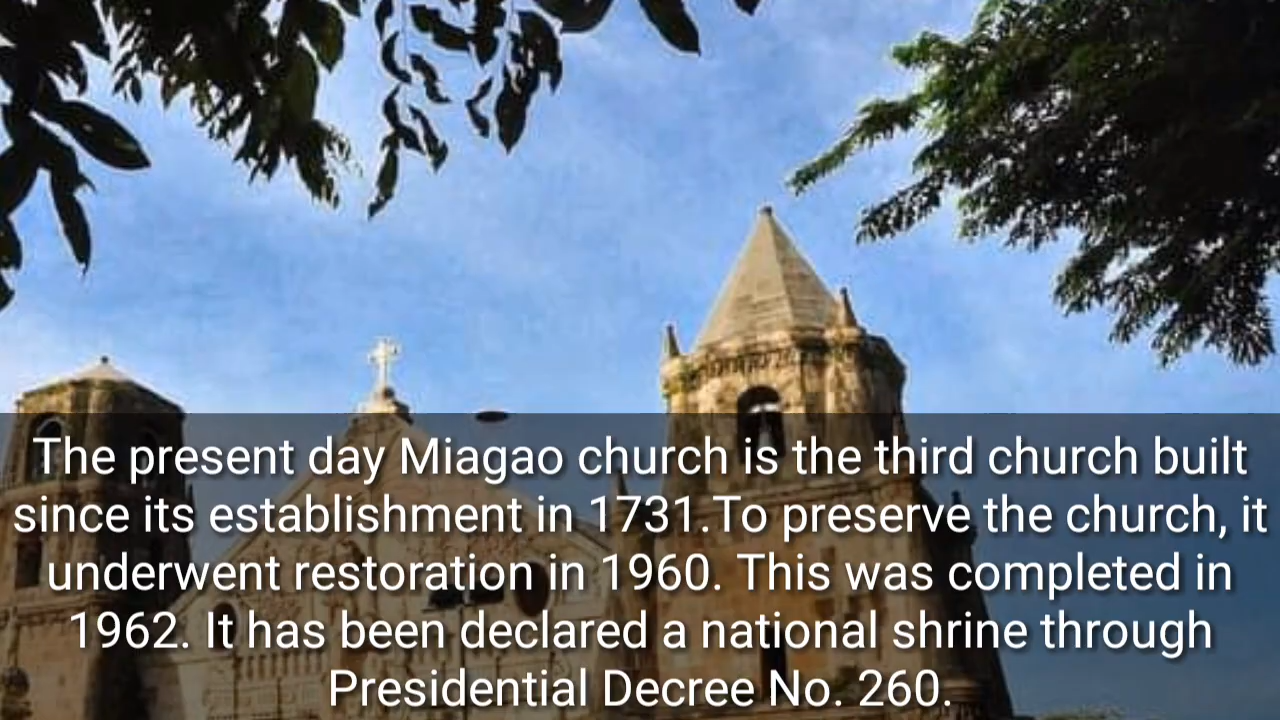 The present day Miagao church is the third church built
since its establishment in 1731.To preserve the church, it
underwent restoration in 1960. This was completed in
1962. It has been declared a national shrine through
Presidential Decree No. 260.